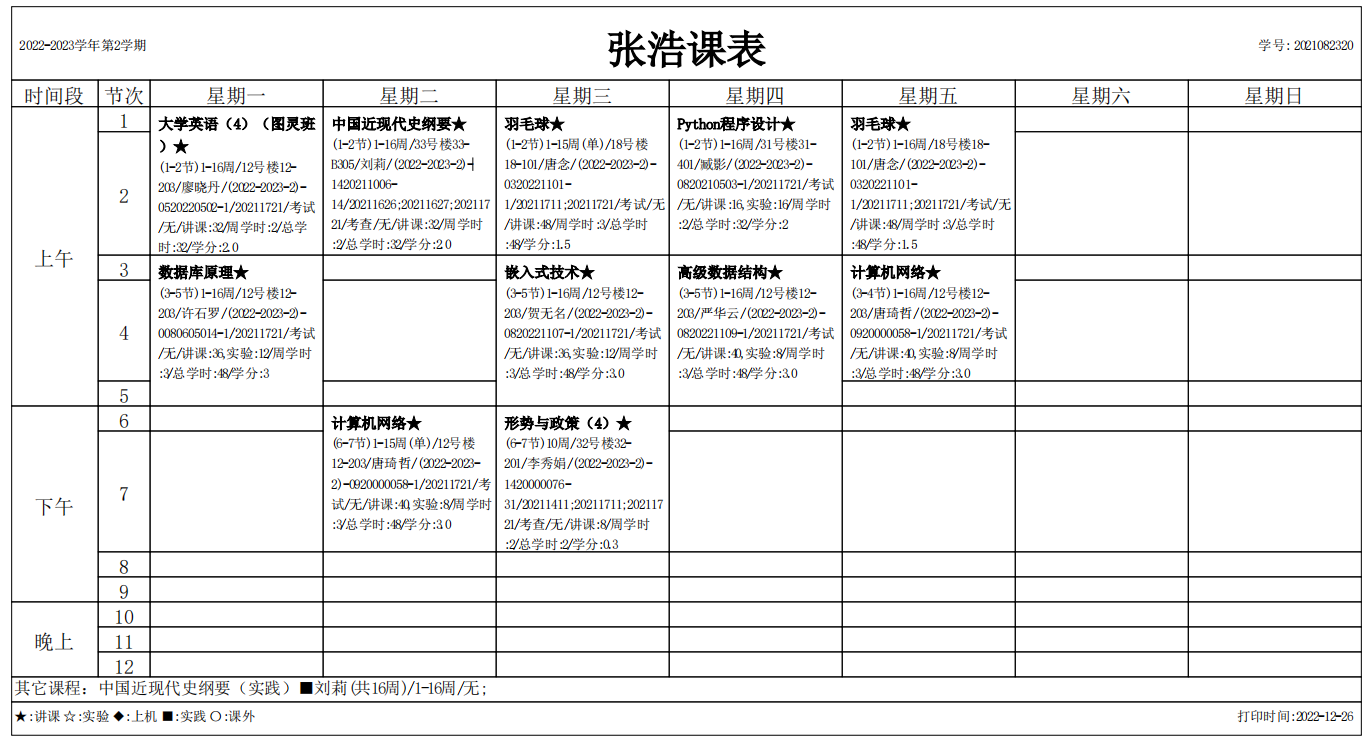 2022-2023学年第2学期
张浩课表
学号: 2021082320
时间段 节次 星期一 星期二 星期三 星期四 星期五 星期六 星期日
上午
1
2
大学英语（4）（图灵班
）★
(1-2节)1-16周/12号楼12-
203/廖晓丹/(2022-2023-2)-
0520220502-1/20211721/考试
/无/讲课:32/周学时:2/总学
时:32/学分:2.0
中国近现代史纲要★
(1-2节)1-16周/33号楼33-
B305/刘莉/(2022-2023-2)-
1420211006-
14/20211626;20211627;202117
21/考查/无/讲课:32/周学时
:2/总学时:32/学分:2.0
羽毛球★
(1-2节)1-15周(单)/18号楼
18-101/唐念/(2022-2023-2)-
0320221101-
1/20211711;20211721/考试/无
/讲课:48/周学时:3/总学时
:48/学分:1.5
Python程序设计★
(1-2节)1-16周/31号楼31-
401/臧影/(2022-2023-2)-
0820210503-1/20211721/考试
/无/讲课:16,实验:16/周学时
:2/总学时:32/学分:2
羽毛球★
(1-2节)1-16周/18号楼18-
101/唐念/(2022-2023-2)-
0320221101-
1/20211711;20211721/考试/无
/讲课:48/周学时:3/总学时
:48/学分:1.5
3
4
5
数据库原理★
(3-5节)1-16周/12号楼12-
203/许石罗/(2022-2023-2)-
0080605014-1/20211721/考试
/无/讲课:36,实验:12/周学时
:3/总学时:48/学分:3
嵌入式技术★
(3-5节)1-16周/12号楼12-
203/贺无名/(2022-2023-2)-
0820221107-1/20211721/考试
/无/讲课:36,实验:12/周学时
:3/总学时:48/学分:3.0
高级数据结构★
(3-5节)1-16周/12号楼12-
203/严华云/(2022-2023-2)-
0820221109-1/20211721/考试
/无/讲课:40,实验:8/周学时
:3/总学时:48/学分:3.0
计算机网络★
(3-4节)1-16周/12号楼12-
203/唐琦哲/(2022-2023-2)-
0920000058-1/20211721/考试
/无/讲课:40,实验:8/周学时
:3/总学时:48/学分:3.0
下午
6
7
8
9
计算机网络★
(6-7节)1-15周(单)/12号楼
12-203/唐琦哲/(2022-2023-
2)-0920000058-1/20211721/考
试/无/讲课:40,实验:8/周学时
:3/总学时:48/学分:3.0
形势与政策（4）★
(6-7节)10周/32号楼32-
201/李秀娟/(2022-2023-2)-
1420000076-
31/20211411;20211711;202117
21/考查/无/讲课:8/周学时
:2/总学时:2/学分:0.3
晚上
10
11
12
其它课程：中国近现代史纲要（实践）■刘莉(共16周)/1-16周/无;
★:讲课 ☆:实验 ◆:上机 ■:实践 〇:课外
打印时间:2022-12-26